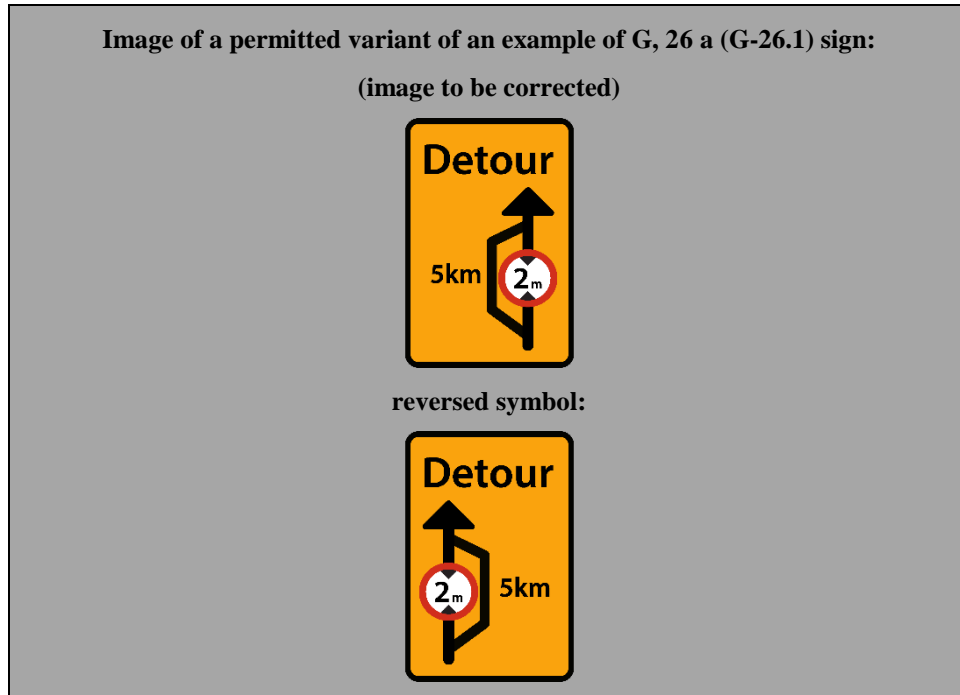 Image of a permitted variant of an example of G, 26 a (G-26.1) sign:
(image to be corrected)
Detour
5km
2m
reversed symbol:
Detour
2m
5km